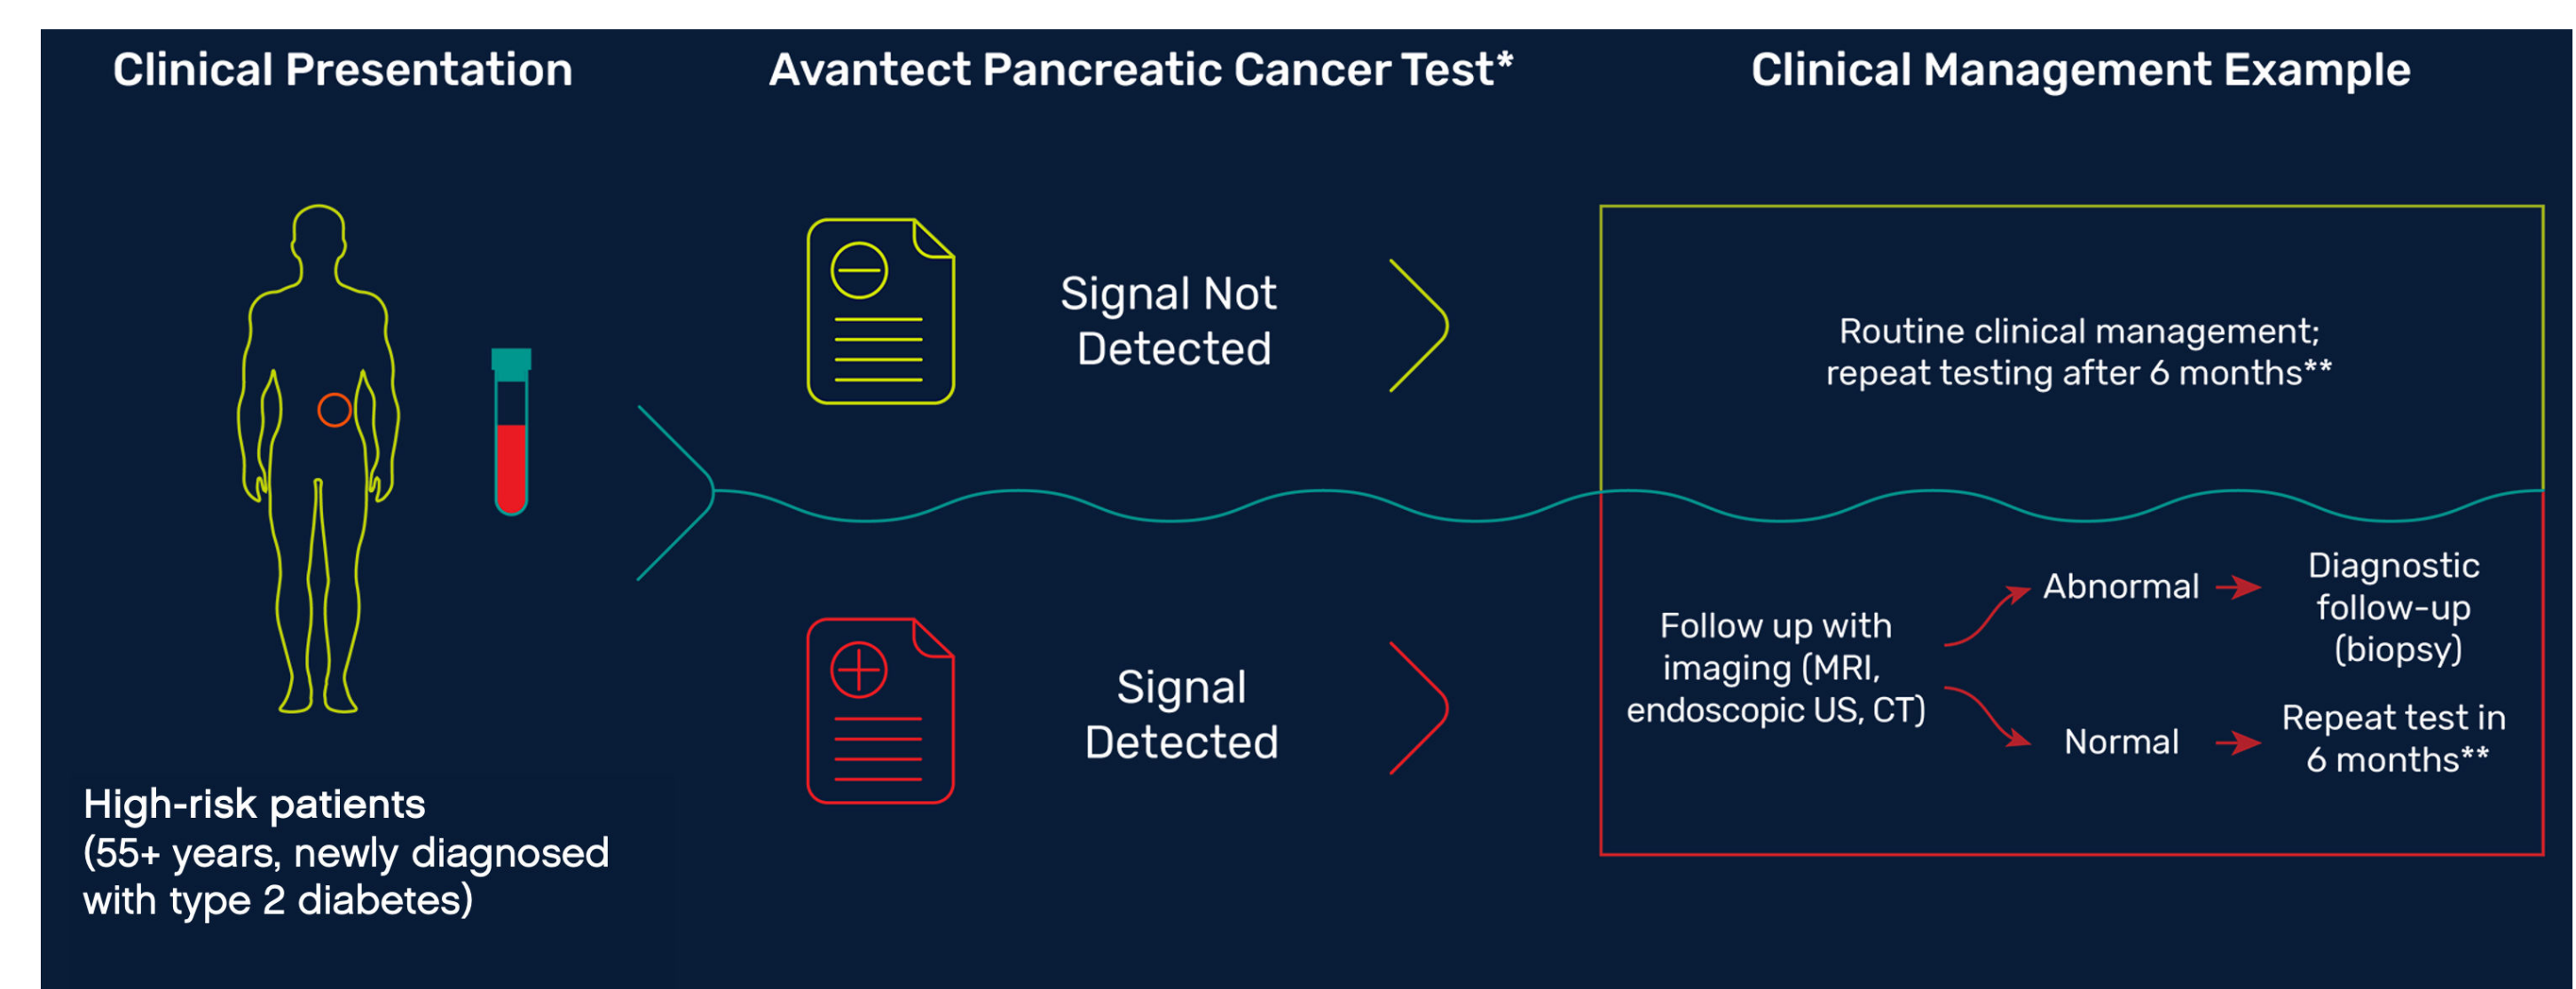 Clinical Presentation
Avantect Pancreatic Cancer Test*
Clinical Management Example
High-risk patients
(55+ years, newly diagnosed
with type 2 diabetes)
Signal Not
Detected
Routine clinical management;
repeat testing after 6 months**
Signal
Detected
Follow up with
imaging (MRI,
endoscopic US, CT)
Abnormal
Diagnostic
follow-up
(biopsy)
Normal
Repeat test in
6 months**